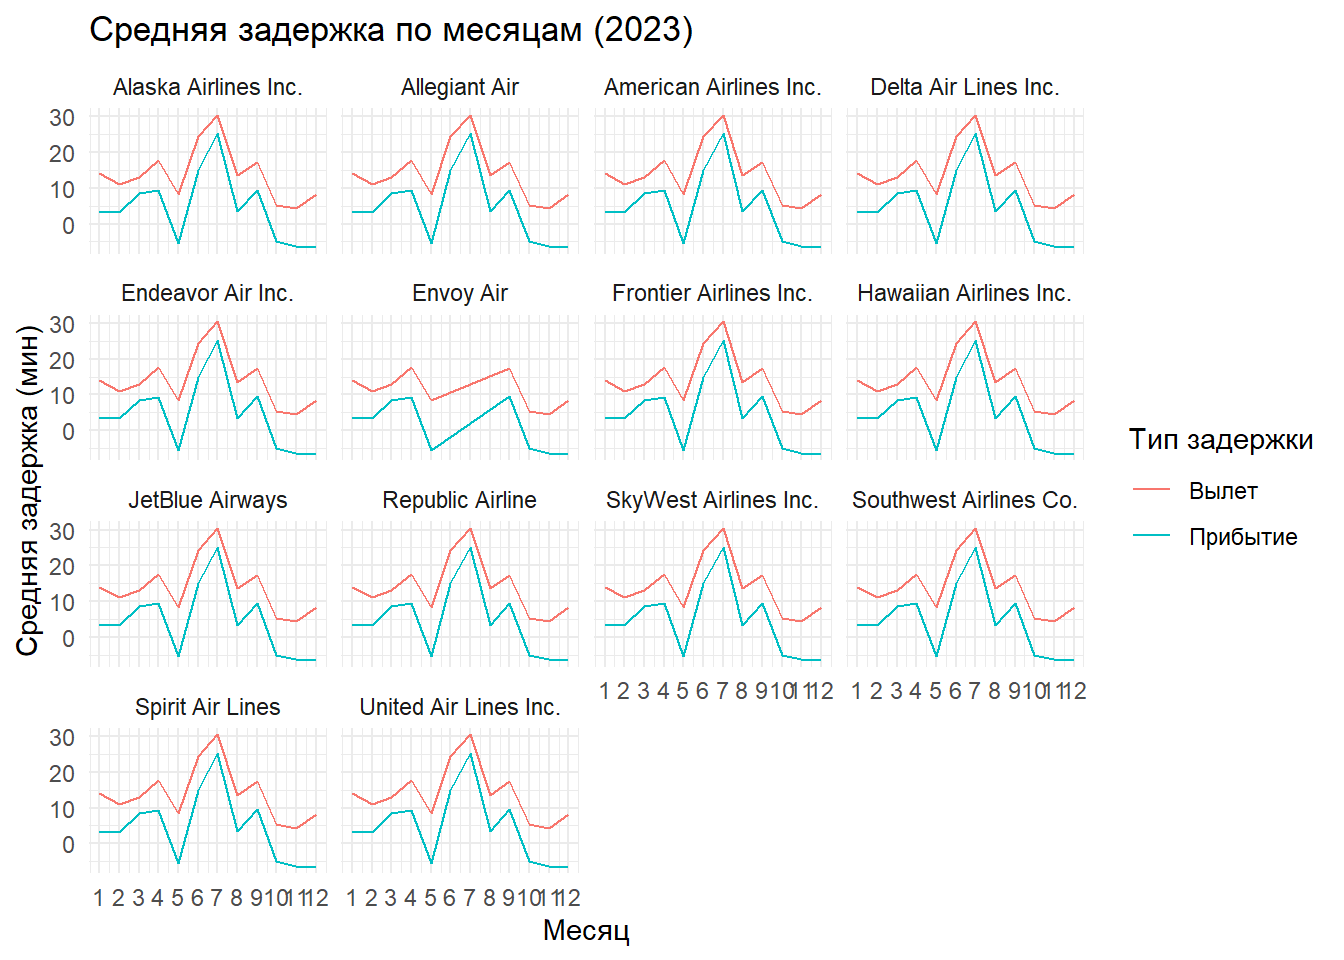 Средняя задержка по месяцам (2023)
Alaska Airlines Inc. Allegiant Air American Airlines Inc. Delta Air Lines Inc.
30
20
10
0
Endeavor Air Inc. Envoy Air Frontier Airlines Inc. Hawaiian Airlines Inc.
30
20
10
0
Средняя задержка (мин)
Тип задержки
Вылет
Прибытие
JetBlue Airways Republic Airline SkyWest Airlines Inc. Southwest Airlines Co.
30
20
10
0
1 2 3 4 5 6 7 8 9 10 11 12 1 2 3 4 5 6 7 8 9 10 11 12
Spirit Air Lines United Air Lines Inc.
30
20
10
0
1 2 3 4 5 6 7 8 9 10 11 12 1 2 3 4 5 6 7 8 9 10 11 12
Месяц